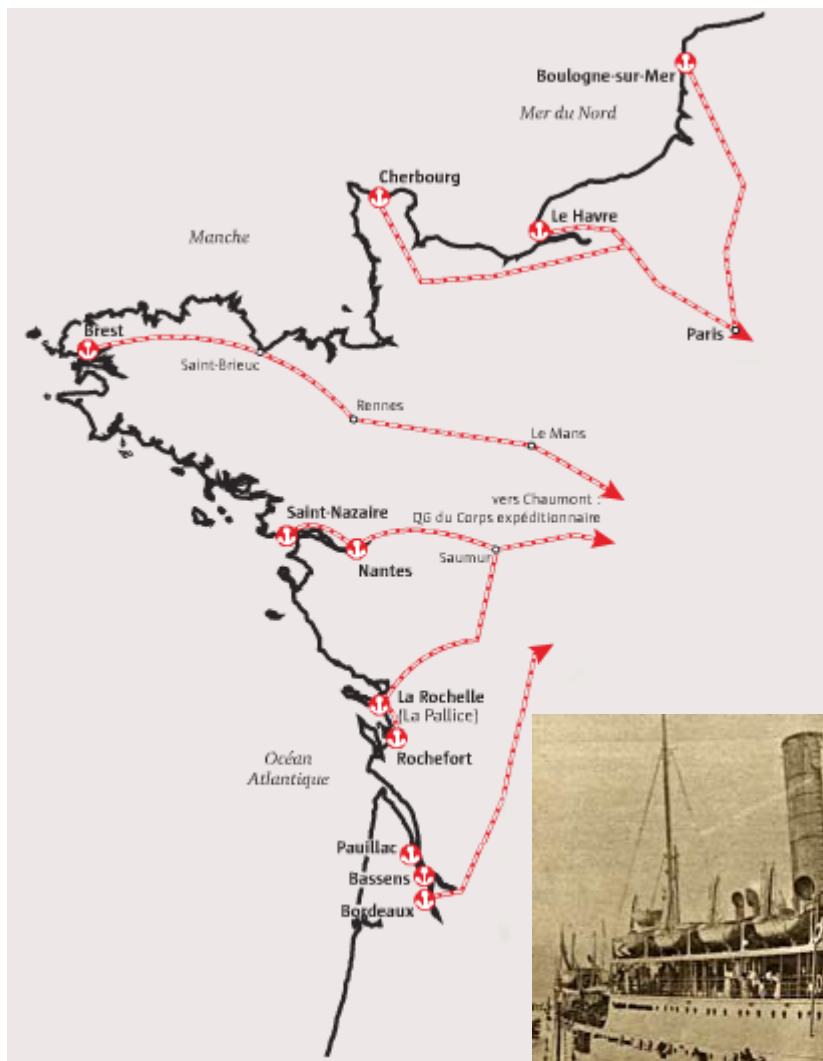 Boulogne-sur-Mer
Mer du Nord
Cherbourg
Le Havre
Manche
Brest
Paris
Saint-Brieuc
Rennes
Le Mans
vers Chaumont :
QG du Corps expéditionnaire
Saint-Nazaire
Saumur
Nantes
La Rochelle
(La Pallice)
Rochefort
Océan
Atlantique
Pauillac
Bassens
Bordeaux